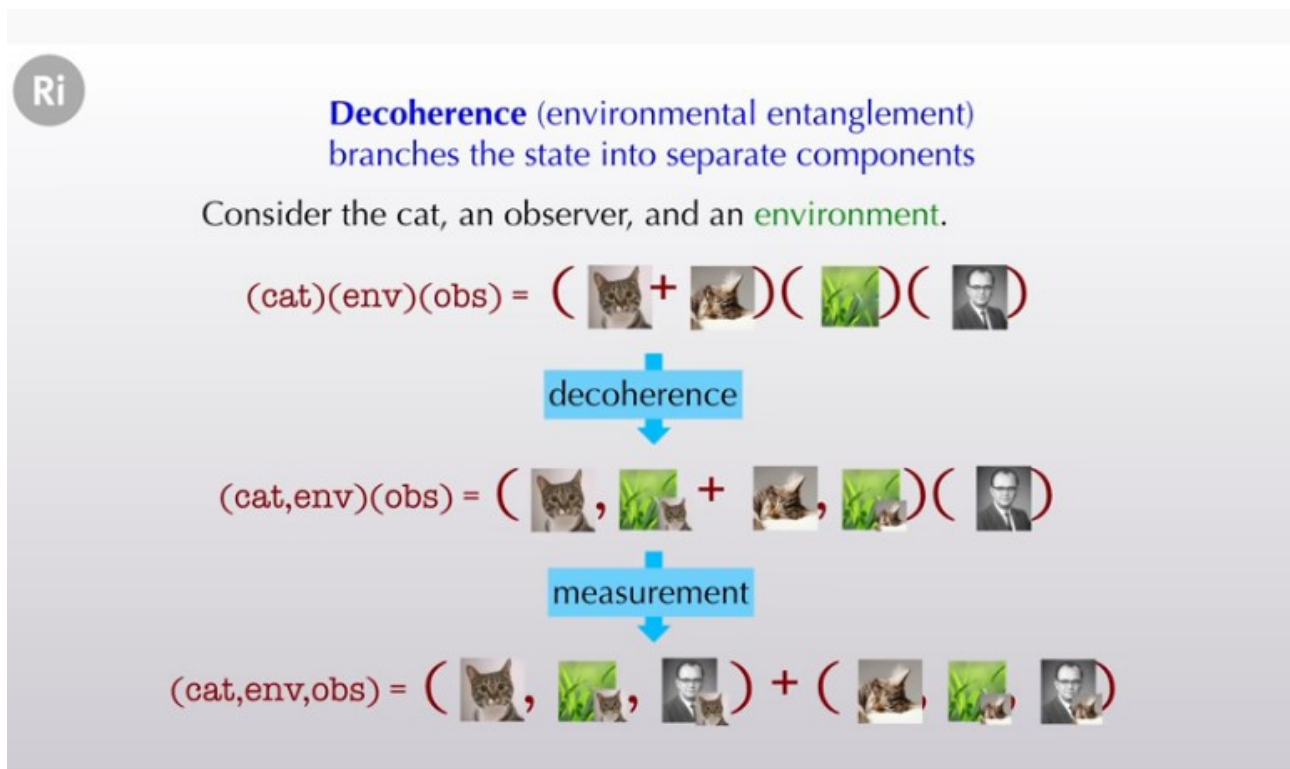 Ri
Decoherence (environmental entanglement)
branches the state into separate components
Consider the cat, an observer, and an environment.
(cat)(env)(obs) = ( + )( )( )
decoherence
(cat,env)(obs) = ( , + , )( )
measurement
(cat,env,obs) = ( , , ) + ( , , )